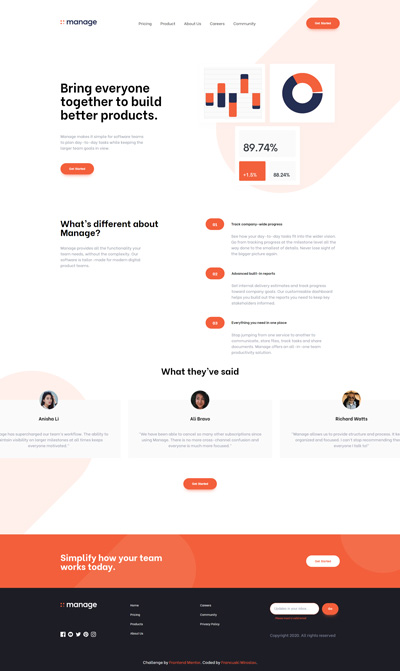 manage
Pricing Product About Us Careers Community
Get Started
Bring everyone
together to build
better products.
Manage makes it simple for software teams
to plan day-to-day tasks while keeping the
larger team goals in view.
Get Started
89.74%
+1.5% 88.24%
What's different about
Manage?
Manage provides all the functionality your
team needs, without the complexity. Our
software is tailor-made for modern digital
product teams.
01 Track company-wide progress
See how your day-to-day tasks fit into the wider vision.
Go from tracking progress at the milestone level all the
way done to the smallest of details. Never lose sight of
the bigger picture again.
02 Advanced built-in reports
Set internal delivery estimates and track progress
toward company goals. Our customisable dashboard
helps you build out the reports you need to keep key
stakeholders informed.
03 Everything you need in one place
Stop jumping from one service to another to
communicate, store files, track tasks and share
documents. Manage offers an all-in-one team
productivity solution.
What they've said
Anisha Li
has supercharged our team's workflow. The ability to
visibility on larger milestones at all times keeps
everyone motivated."
Ali Bravo
"We have been able to cancel so many other subscriptions since
using Manage. There is no more cross-channel confusion and
everyone is much more focused."
Richard Watts
"Manage allows us to provide structure and process. It keeps
organized and focused. I can't stop recommending them
everyone I talk to!"
Get Started
Simplify how your team
works today.
Get Started
manage
Home
Pricing
Products
About Us
Careers
Community
Privacy Policy
Updates in your inbox
Go
Copyright 2020. All rights reserved
Challenge by Frontend Mentor. Coded by